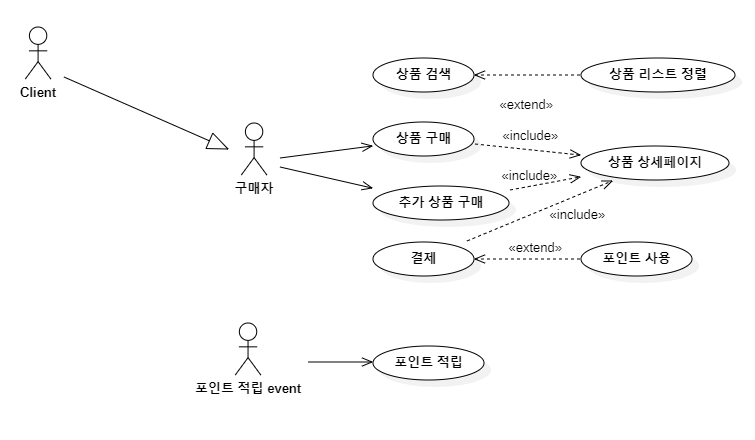 Client
상품 검색
상품 리스트 정렬
«extend»
구매자
상품 구매
«include»
상품 상세페이지
«include»
추가 상품 구매
«include»
결제
«extend»
포인트 사용
포인트 적립 event
포인트 적립